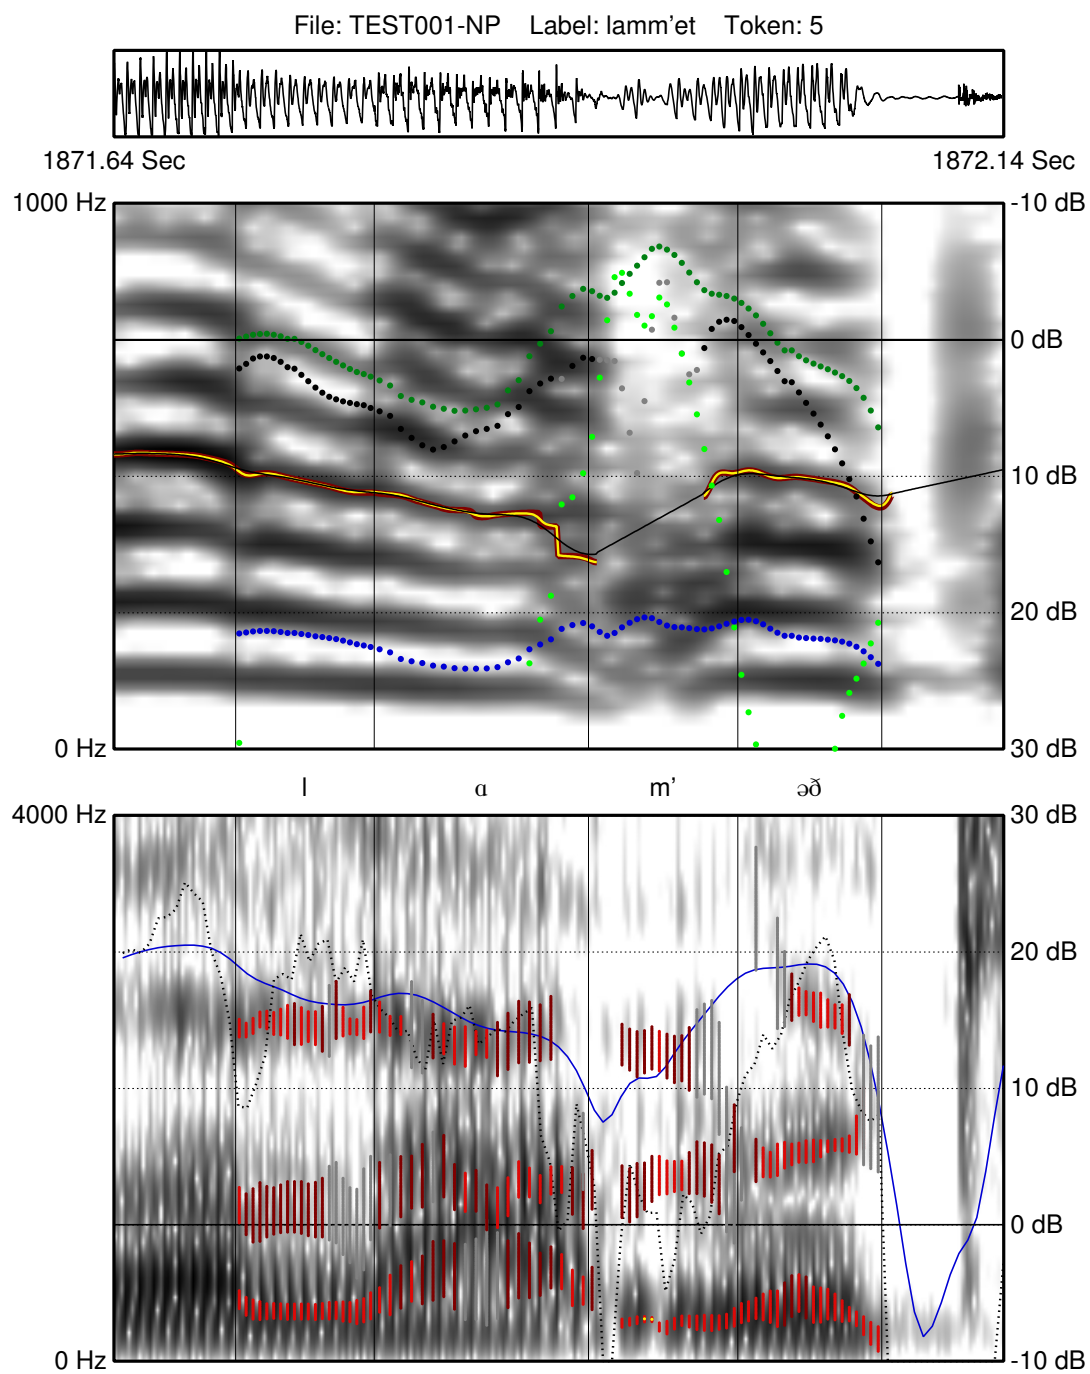 File: TEST001-NP Label: lamm'et Token: 5
1871.64 Sec 1872.14 Sec
1000 Hz -10 dB
0 dB
10 dB
20 dB
0 Hz 30 dB
l ɑ m' əð
4000 Hz 30 dB
20 dB
10 dB
0 dB
0 Hz -10 dB